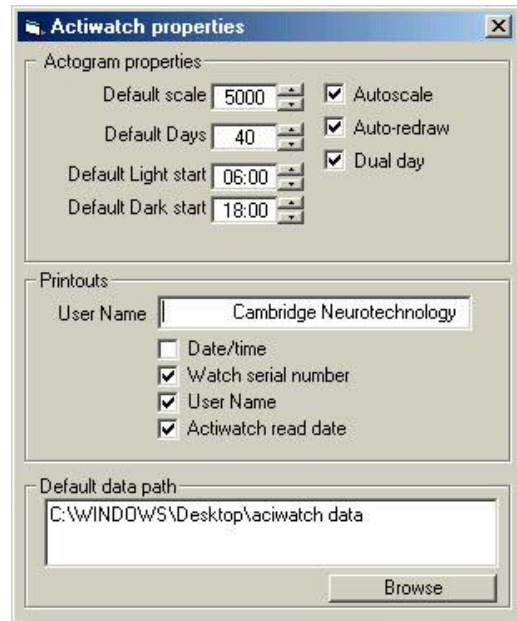 Actiwatch properties
Actogram properties
Default scale 5000
Autoscale
Default Days 40
Auto-redraw
Dual day
Default Light start 06:00
Default Dark start 18:00
Printouts
User Name Cambridge Neurotechnology
Date/time
Watch serial number
User Name
Actiwatch read date
Default data path
C:\WINDOWS\Desktop\aciwatch data
Browse